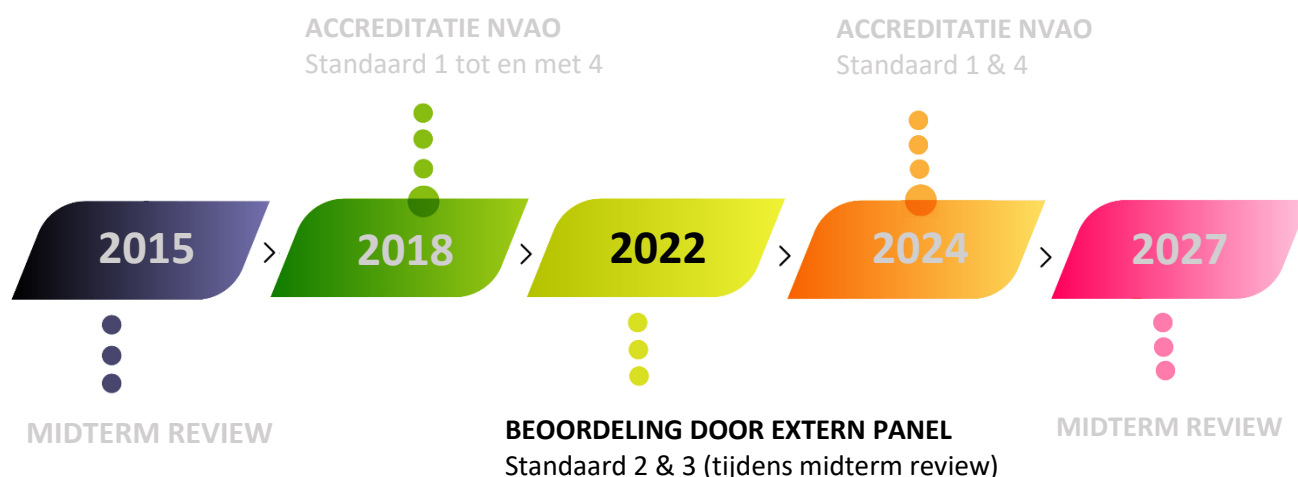 ACCREDITATIE NVAO
Standaard 1 tot en met 4
ACCREDITATIE NVAO
Standaard 1 & 4
2015
2018
2022
2024
2027
MIDTERM REVIEW
BEOORDELING DOOR EXTERN PANEL
Standaard 2 & 3 (tijdens midterm review)
MIDTERM REVIEW